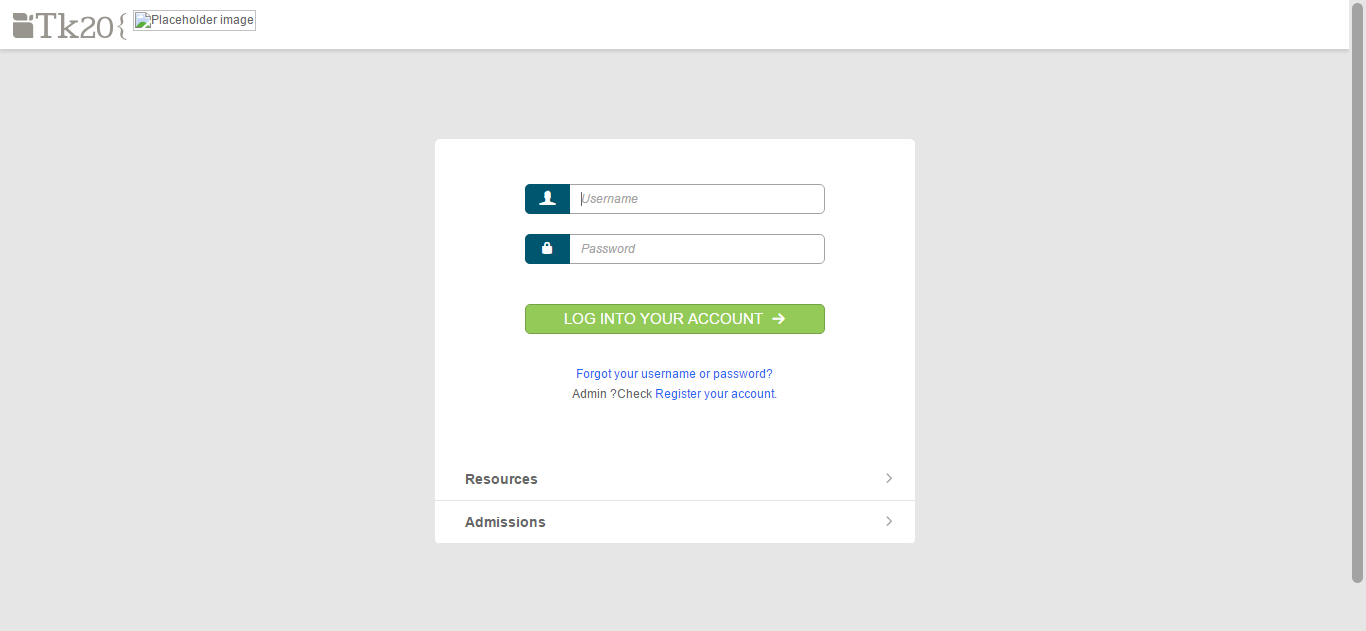 Tk20{ Placeholder image
Username
Password
LOG INTO YOUR ACCOUNT
Forgot your username or password?
Admin ?Check Register your account.
Resources
Admissions